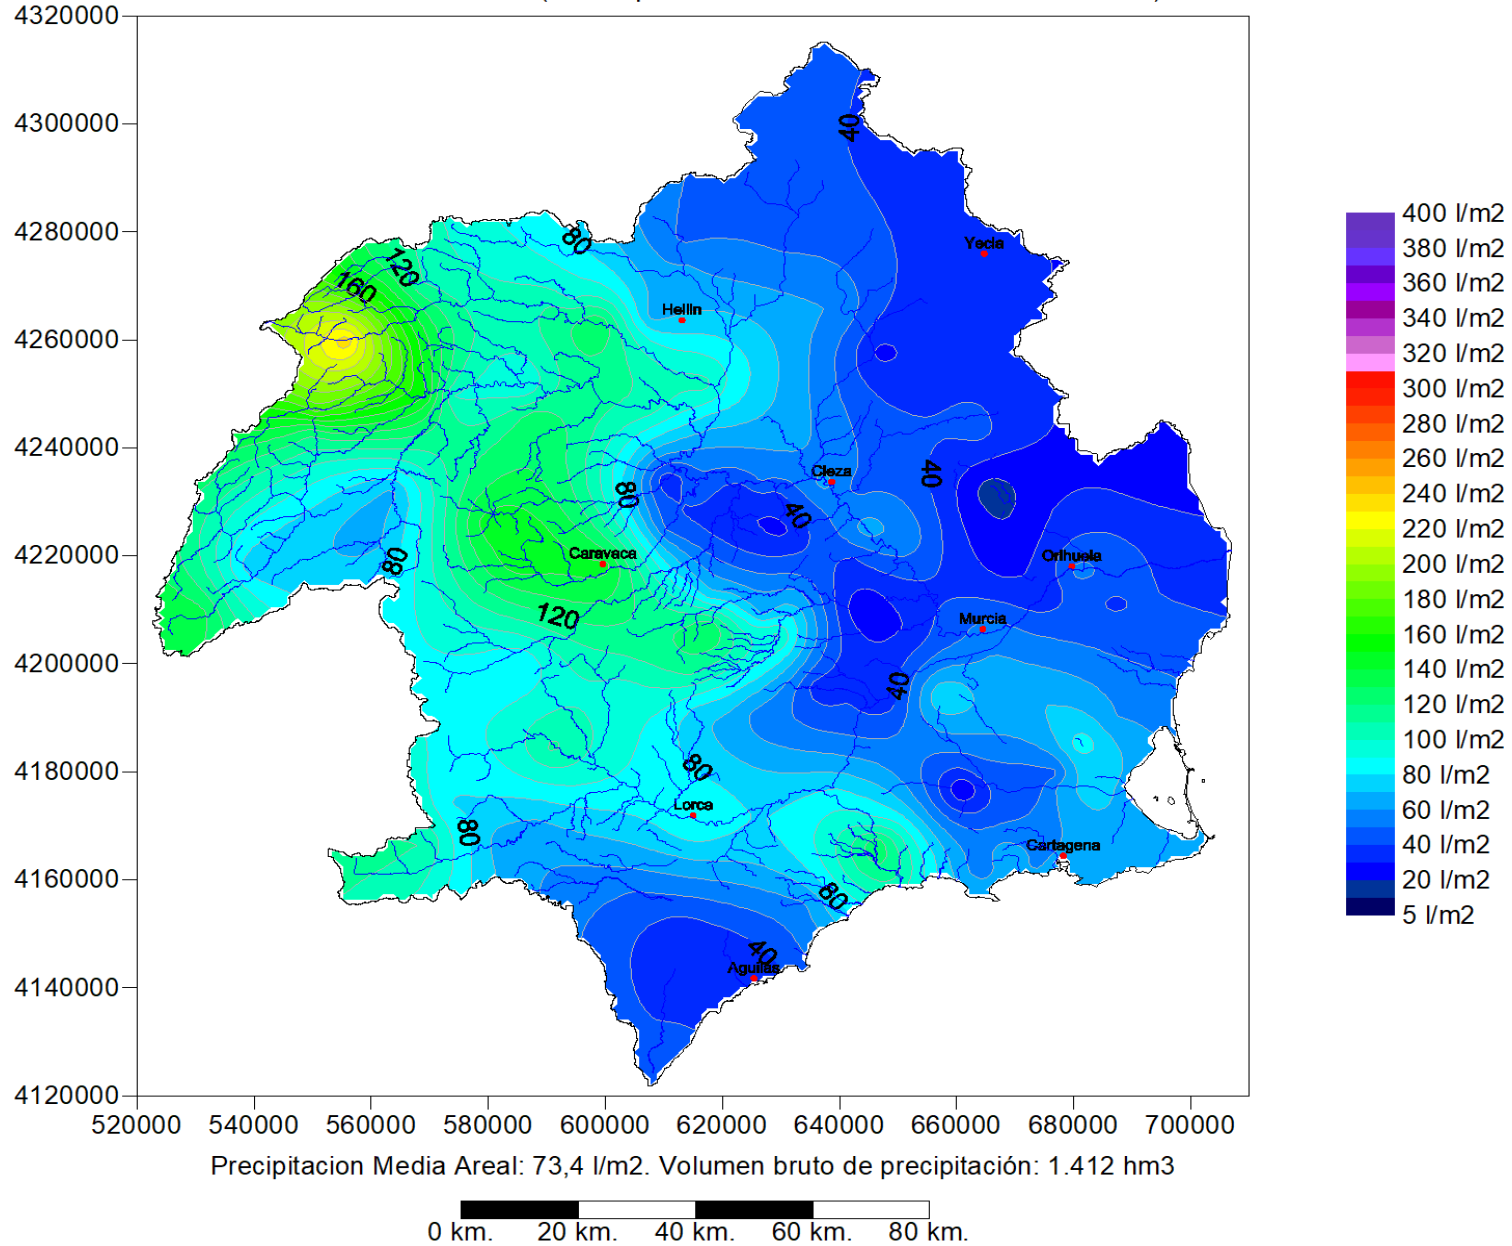 4320000
4300000
4280000
4260000
4240000
4220000
4200000
4180000
4160000
4140000
4120000
520000 540000 560000 580000 600000 620000 640000 660000 680000 700000
40
80
120
160
Yecla
Hellin
Cieza
40
80
40
80
Caravaca
Orihuela
120
Murcia
40
80
Lorca
80
Cartagena
80
40
Aguilas
400 l/m2
380 l/m2
360 l/m2
340 l/m2
320 l/m2
300 l/m2
280 l/m2
260 l/m2
240 l/m2
220 l/m2
200 l/m2
180 l/m2
160 l/m2
140 l/m2
120 l/m2
100 l/m2
80 l/m2
60 l/m2
40 l/m2
20 l/m2
5 l/m2
Precipitacion Media Areal: 73,4 l/m2. Volumen bruto de precipitación: 1.412 hm3
0 km. 20 km. 40 km. 60 km. 80 km.